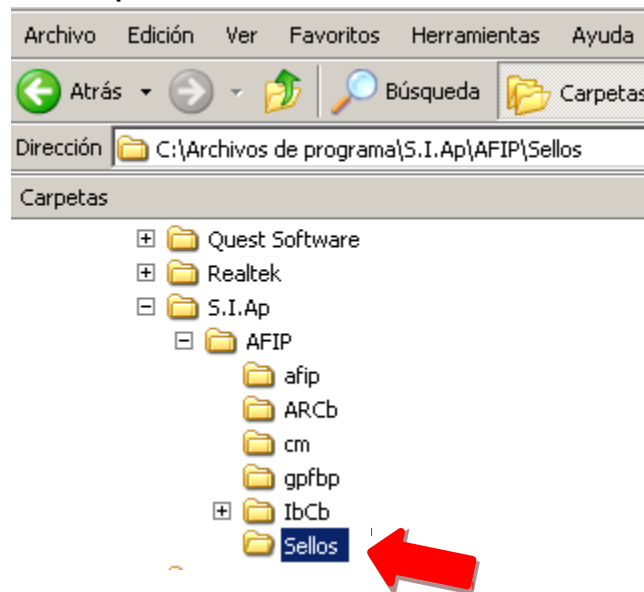 Archivo Edición Ver Favoritos Herramientas Ayuda
Atrás Búsqueda Carpetas
Dirección C:\Archivos de programa\S.I.Ap\AFIP\Sellos
Carpetas
Quest Software
Realtek
S.I.Ap
AFIP
afip
ARCb
cm
gpfbp
IbCb
Sellos